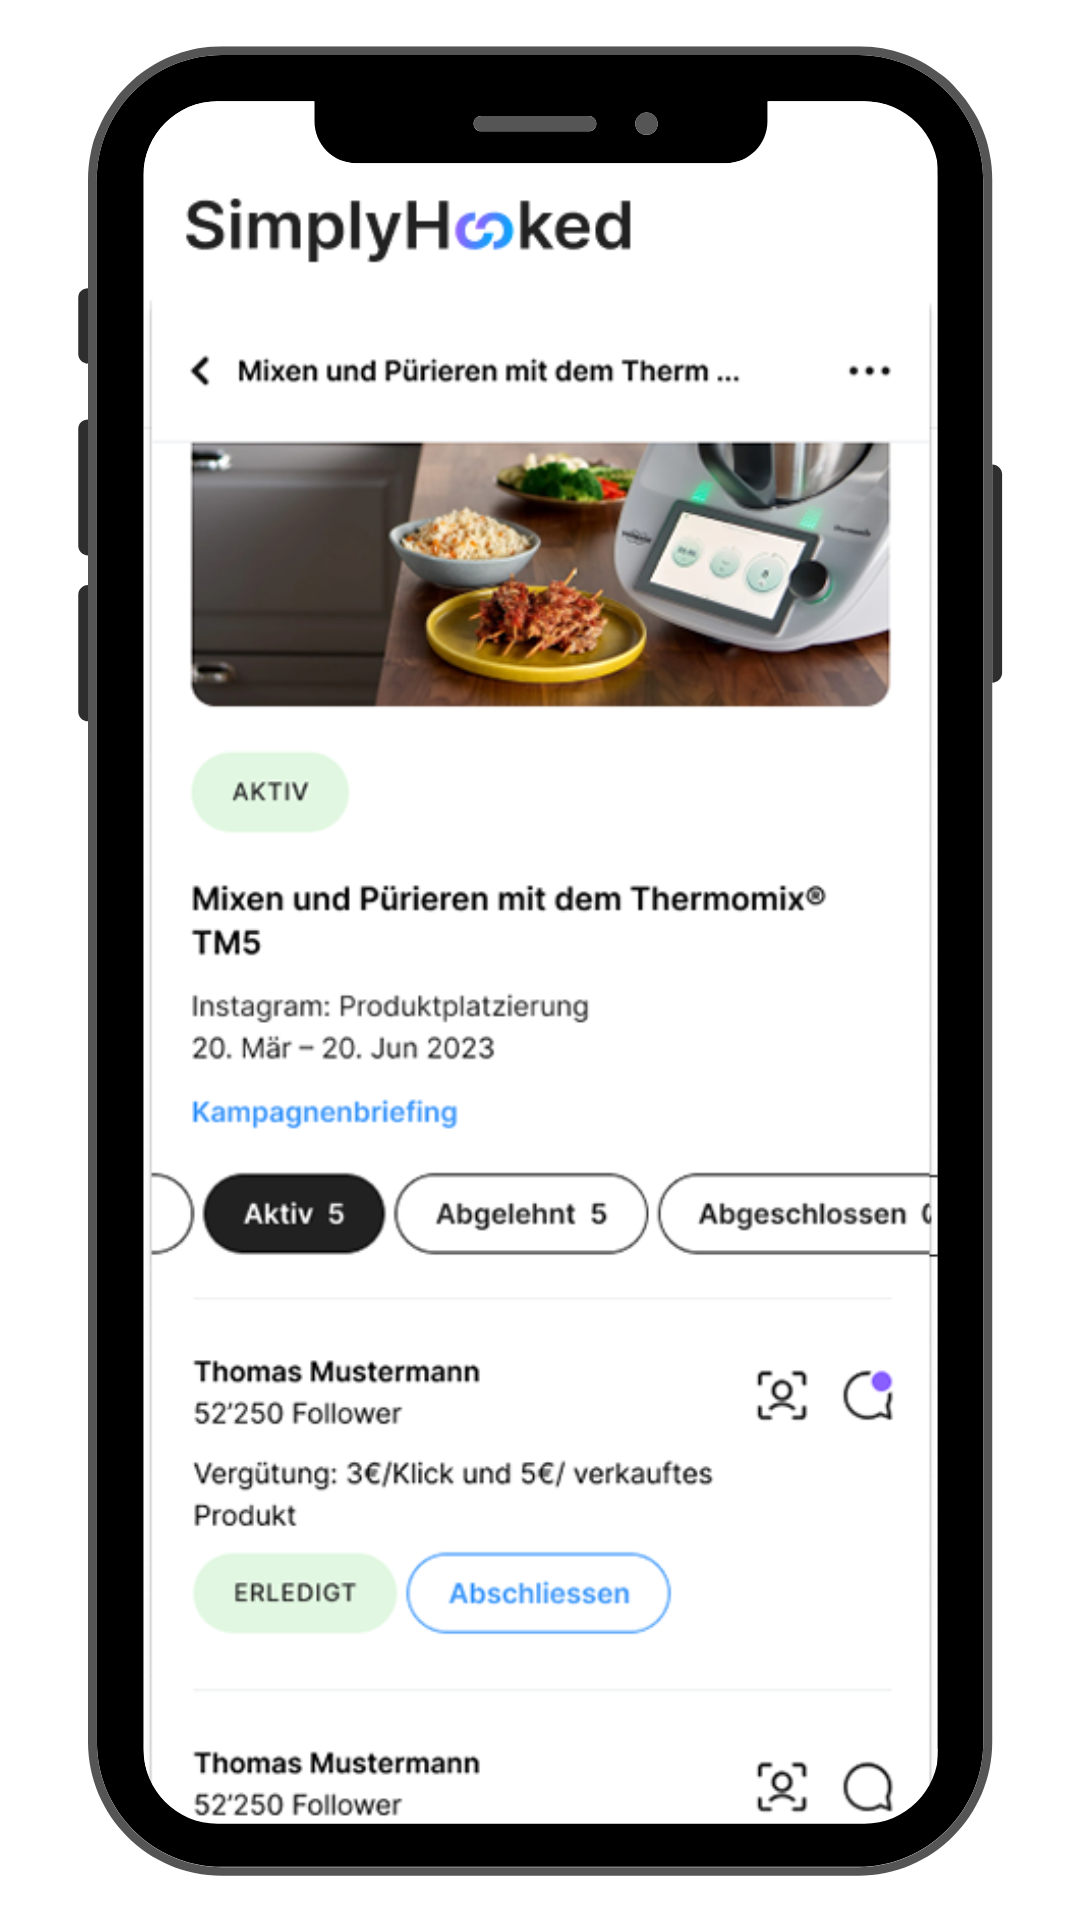 SimplyHooked
Mixen und Pürieren mit dem Therm ...
thermomix
AKTIV
Mixen und Pürieren mit dem Thermomix®
TM5
Instagram: Produktplatzierung
20. Mär – 20. Jun 2023
Kampagnenbriefing
Aktiv 5
Abgelehnt 5
Abgeschlossen
Thomas Mustermann
52’250 Follower
Vergütung: 3€/Klick und 5€/ verkauftes
Produkt
ERLEDIGT
Abschliessen
Thomas Mustermann
52’250 Follower